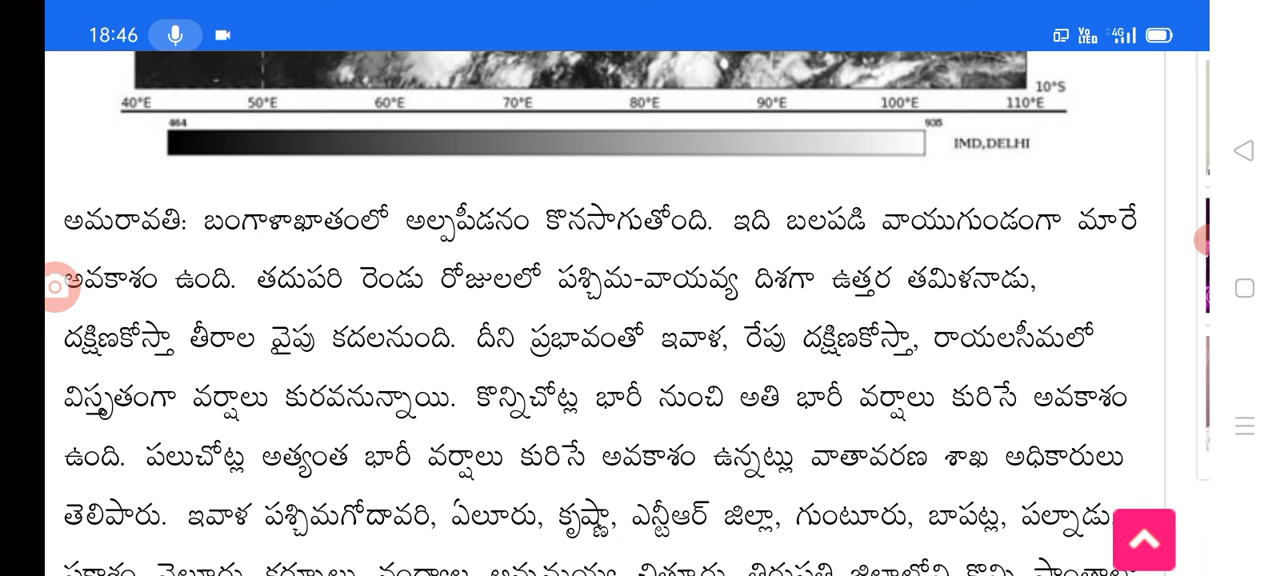 18:46 Vo LTED 4G
10°S
40°E 50°E 60°E 70°E 80°E 90°E 100°E 110°E
464 935
IMD,DELHI
అమరావతి: బంగాళాఖాతంలో అల్పపీడనం కొనసాగుతోంది. ఇది బలపడి వాయుగుండంగా మారే
అవకాశం ఉంది. తదుపరి రెండు రోజులలో పశ్చిమ-వాయవ్య దిశగా ఉత్తర తమిళనాడు,
దక్షిణకోస్తా తీరాల వైపు కదలనుంది. దీని ప్రభావంతో ఇవాళ, రేపు దక్షిణకోస్తా, రాయలసీమలో
విస్తృతంగా వర్షాలు కురవనున్నాయి. కొన్నిచోట్ల భారీ నుంచి అతి భారీ వర్షాలు కురిసే అవకాశం
ఉంది. పలుచోట్ల అత్యంత భారీ వర్షాలు కురిసే అవకాశం ఉన్నట్లు వాతావరణ శాఖ అధికారులు
తెలిపారు. ఇవాళ పశ్చిమగోదావరి, ఏలూరు, కృష్ణా, ఎన్టీఆర్ జిల్లా, గుంటూరు, బాపట్ల, పల్నాడు,